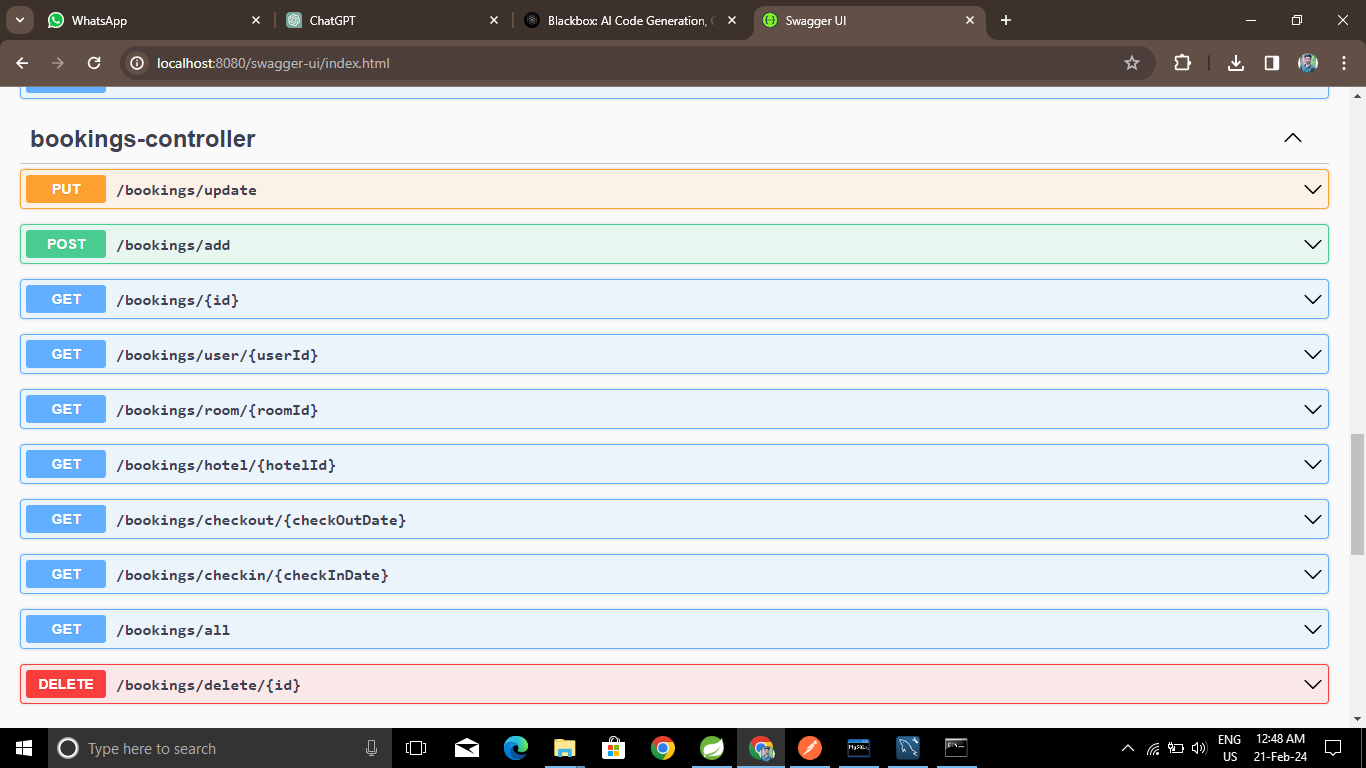 WhatsApp
ChatGPT
Blackbox: AI Code Generation,
Swagger UI
localhost:8080/swagger-ui/index.html
bookings-controller
PUT /bookings/update
POST /bookings/add
GET /bookings/{id}
GET /bookings/user/{userId}
GET /bookings/room/{roomId}
GET /bookings/hotel/{hotelId}
GET /bookings/checkout/{checkOutDate}
GET /bookings/checkin/{checkInDate}
GET /bookings/all
DELETE /bookings/delete/{id}
Type here to search
MySQL
ENG
US
12:48 AM
21-Feb-24